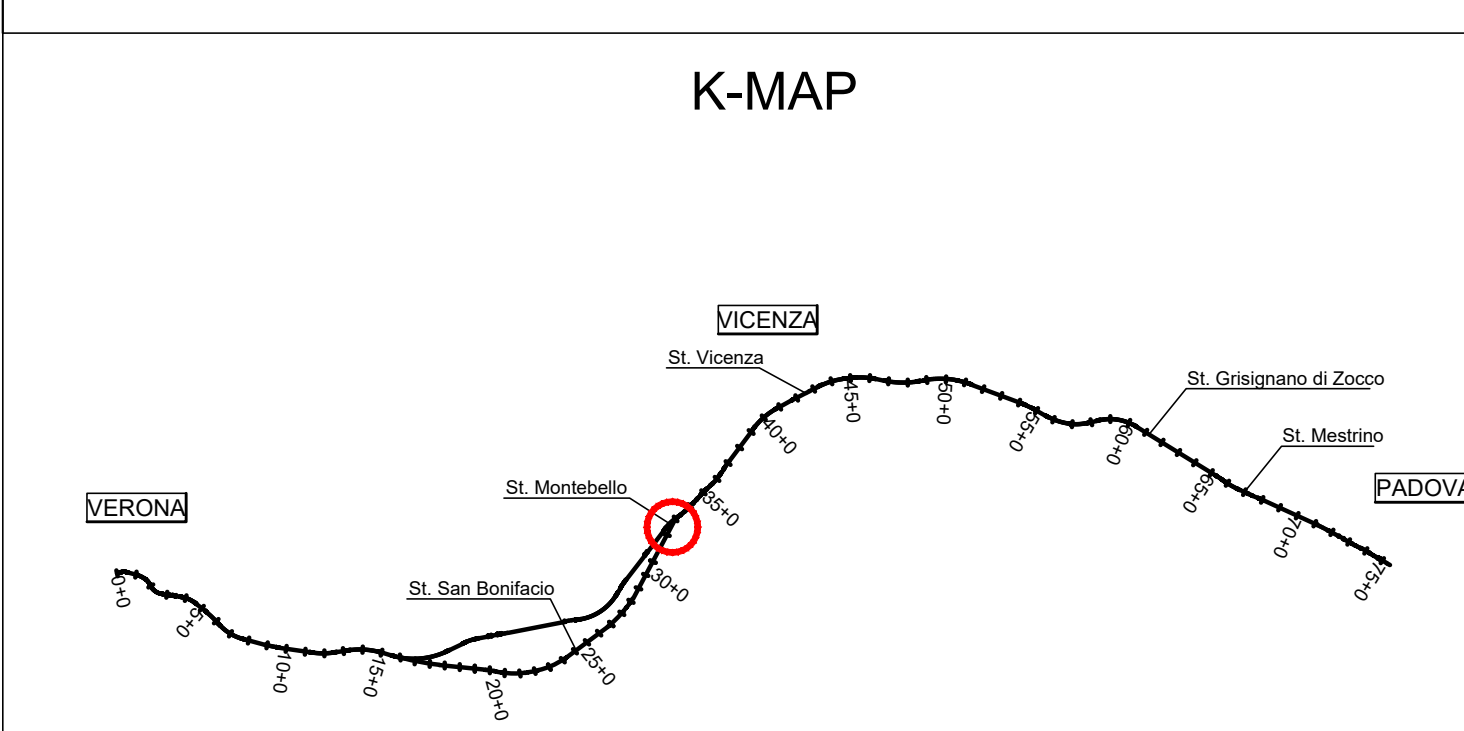 K-MAP
VICENZA
St. Vicenza
St. Grisignano di Zocco
45+0
50+0
55+0
40+0
60+0
St. Mestrino
65+0
PADOVA
St. Montebello
35+0
VERONA
70+0
75+0
30+0
St. San Bonifacio
0+0
5+0
10+0
15+0
25+0
20+0